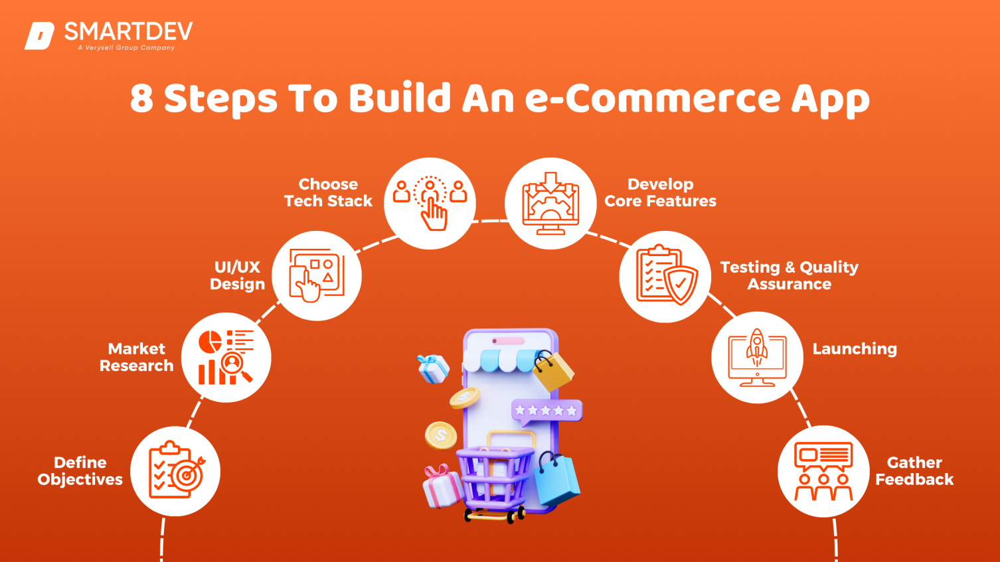 SMARTDEV
A Verysell Group Company
8 Steps To Build An e-Commerce App
Define
Objectives
Market
Research
UI/UX
Design
Choose
Tech Stack
Develop
Core Features
Testing & Quality
Assurance
Launching
Gather
Feedback